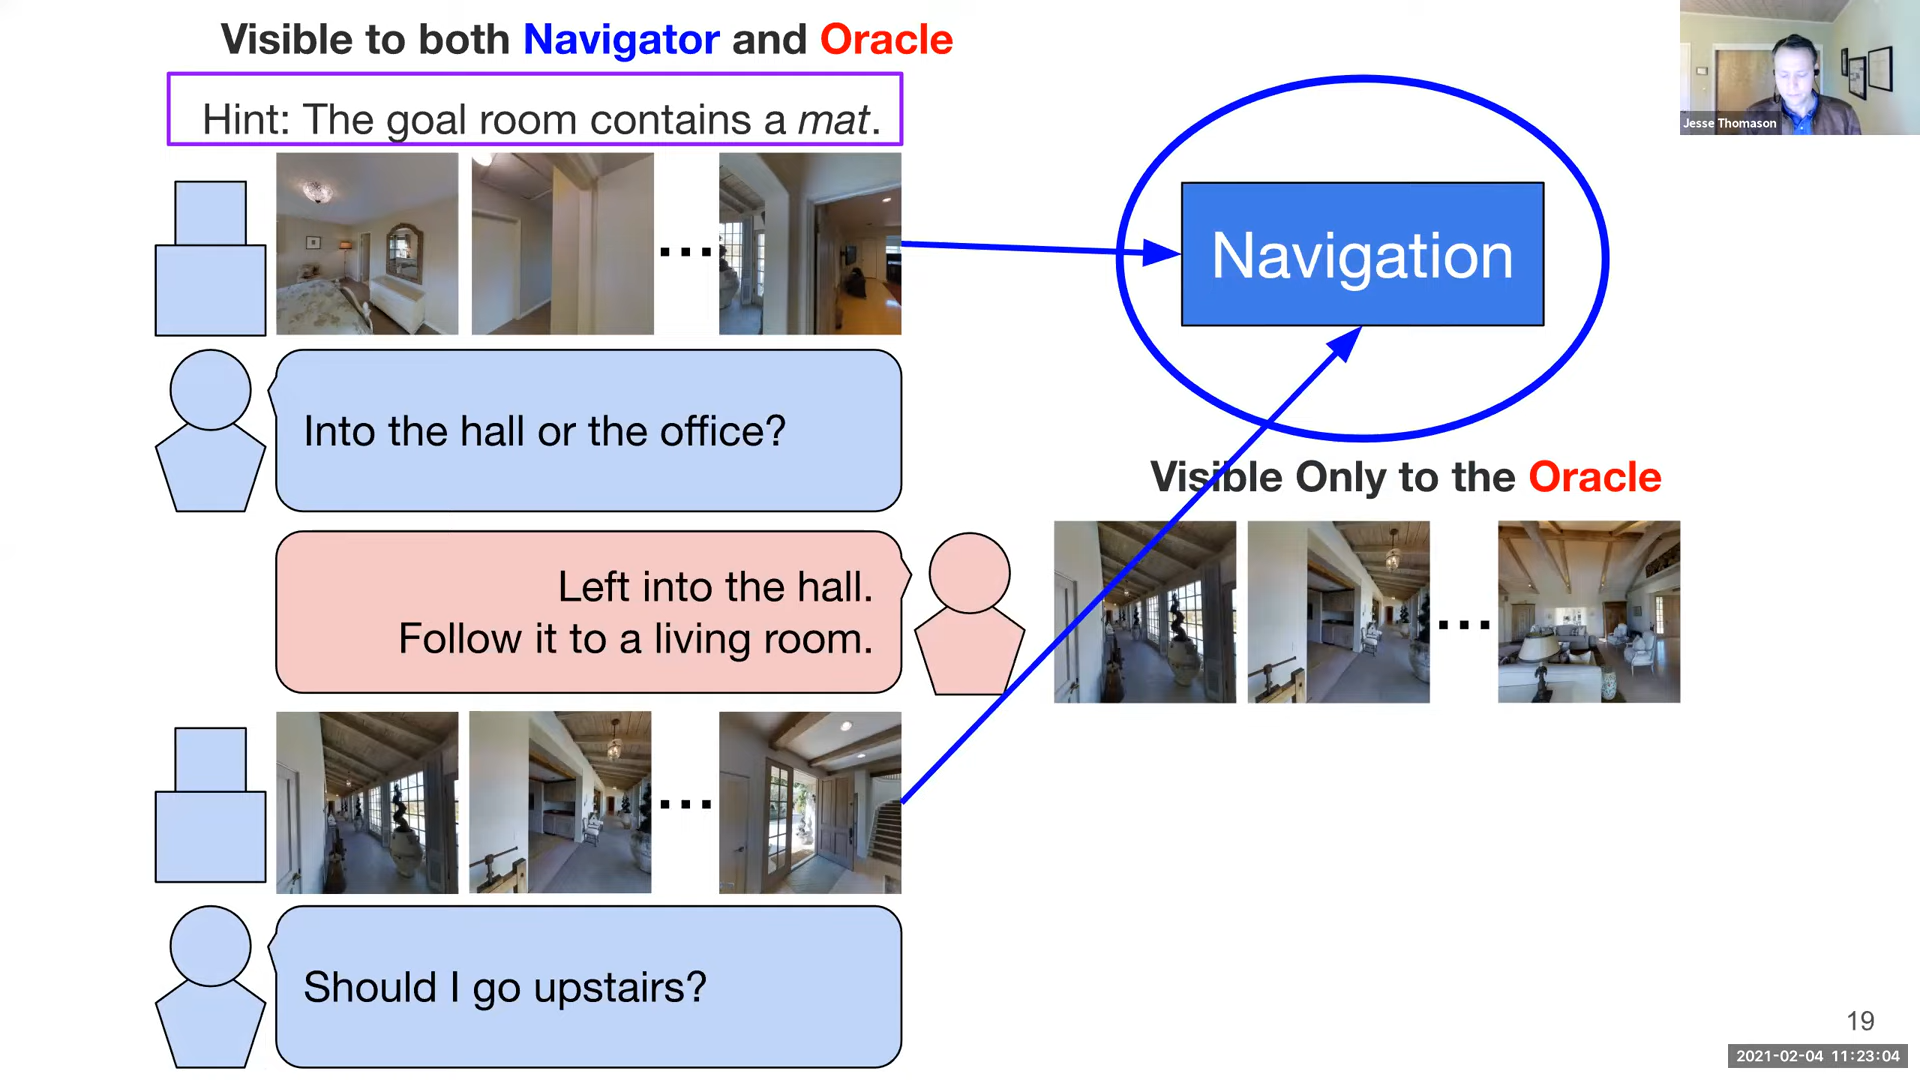 Visible to both Navigator and Oracle
Hint: The goal room contains a mat.
Into the hall or the office?
Left into the hall.
Follow it to a living room.
Should I go upstairs?
Navigation
Visible Only to the Oracle
Jesse Thomason
19
2021-02-04 11:23:04